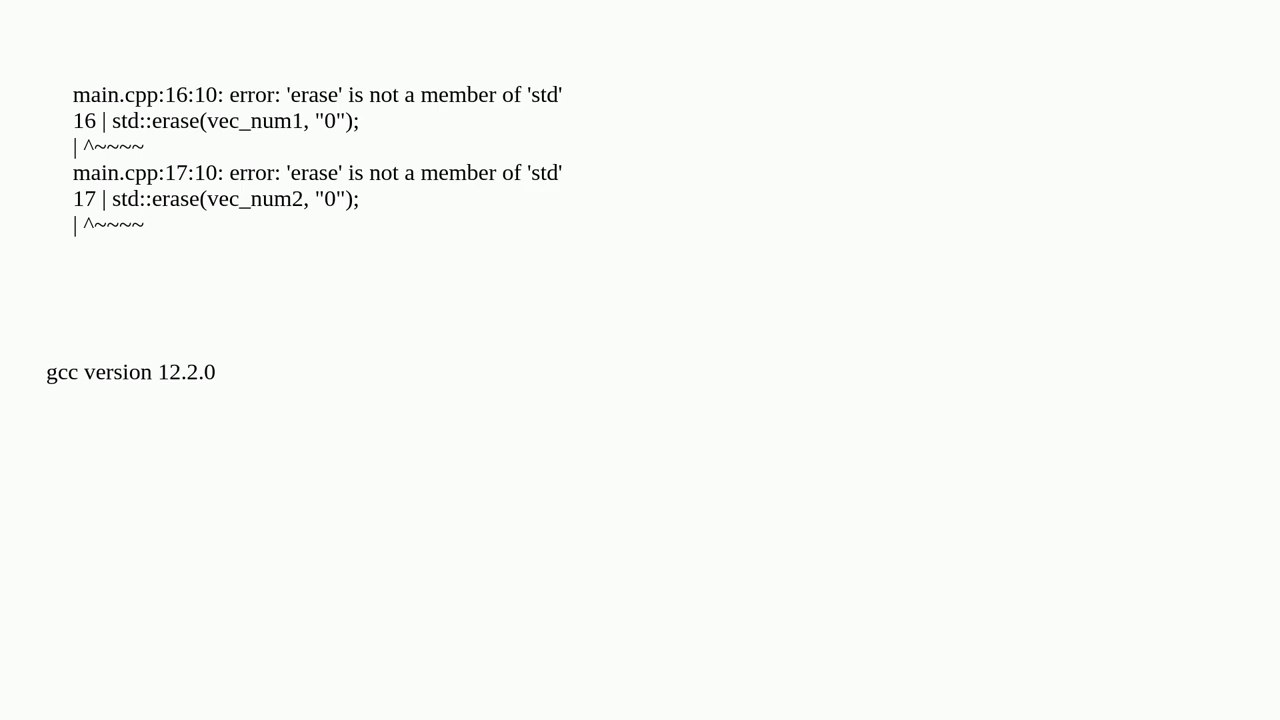 main.cpp:16:10: error: 'erase' is not a member of 'std'
16 | std::erase(vec_num1, "0");
| ^~~~~
main.cpp:17:10: error: 'erase' is not a member of 'std'
17 | std::erase(vec_num2, "0");
| ^~~~~
gcc version 12.2.0